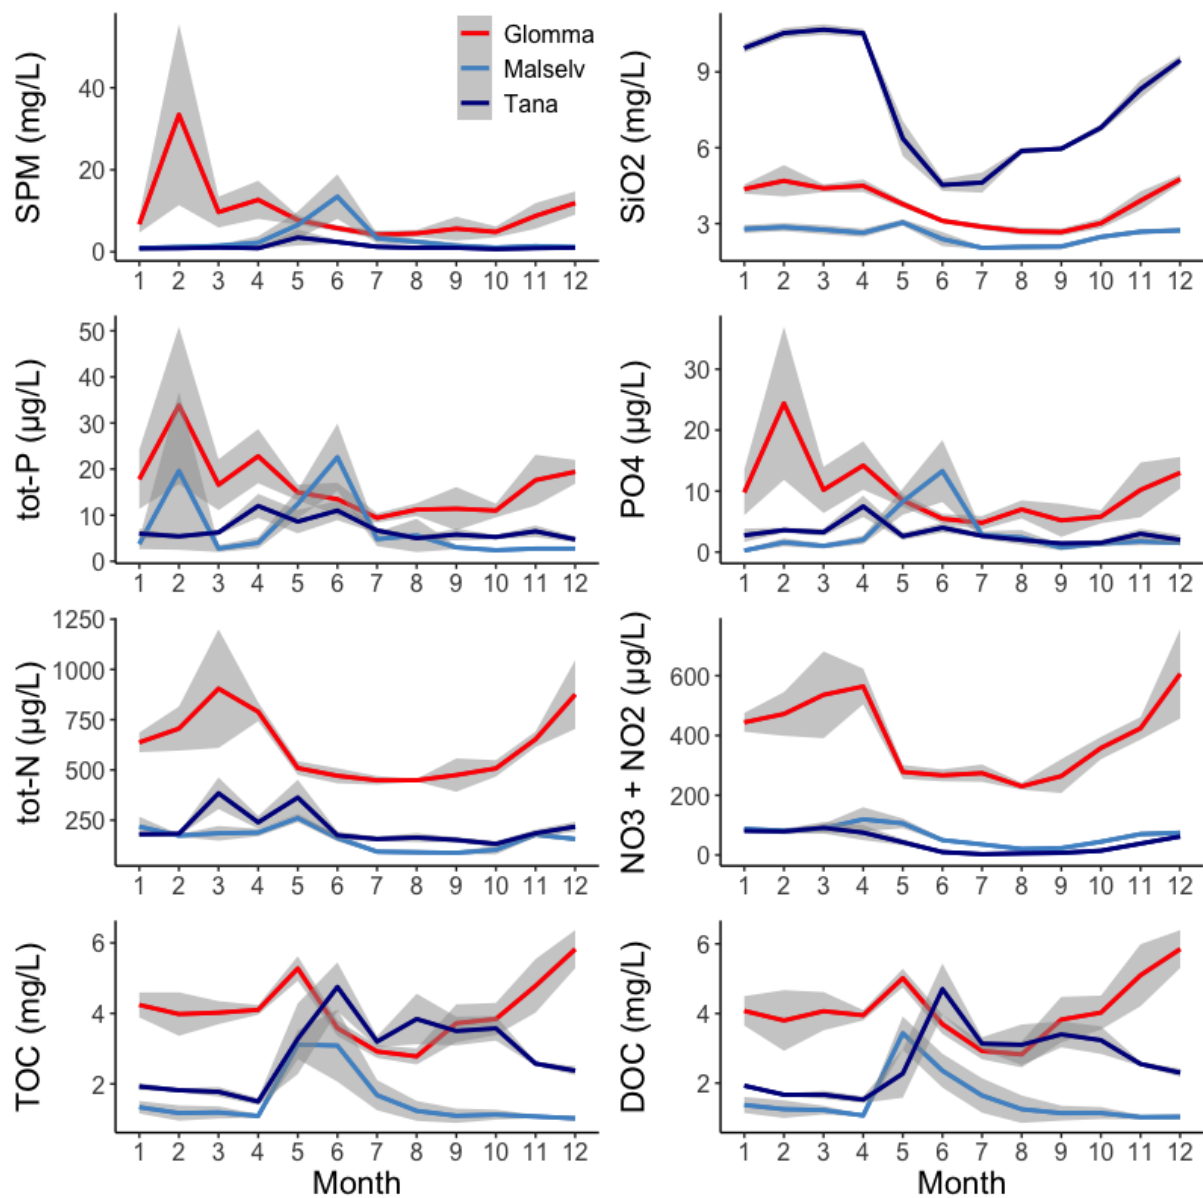 SPM (mg/L)
40
20
0
Glomma
Malselv
Tana
1 2 3 4 5 6 7 8 9 10 11 12
SiO2 (mg/L)
9
6
3
1 2 3 4 5 6 7 8 9 10 11 12
tot-P (µg/L)
50
40
30
20
10
0
1 2 3 4 5 6 7 8 9 10 11 12
PO4 (µg/L)
30
20
10
0
1 2 3 4 5 6 7 8 9 10 11 12
tot-N (µg/L)
1250
1000
750
500
250
1 2 3 4 5 6 7 8 9 10 11 12
NO3 + NO2 (µg/L)
600
400
200
0
1 2 3 4 5 6 7 8 9 10 11 12
TOC (mg/L)
6
4
2
1 2 3 4 5 6 7 8 9 10 11 12
Month
DOC (mg/L)
6
4
2
1 2 3 4 5 6 7 8 9 10 11 12
Month